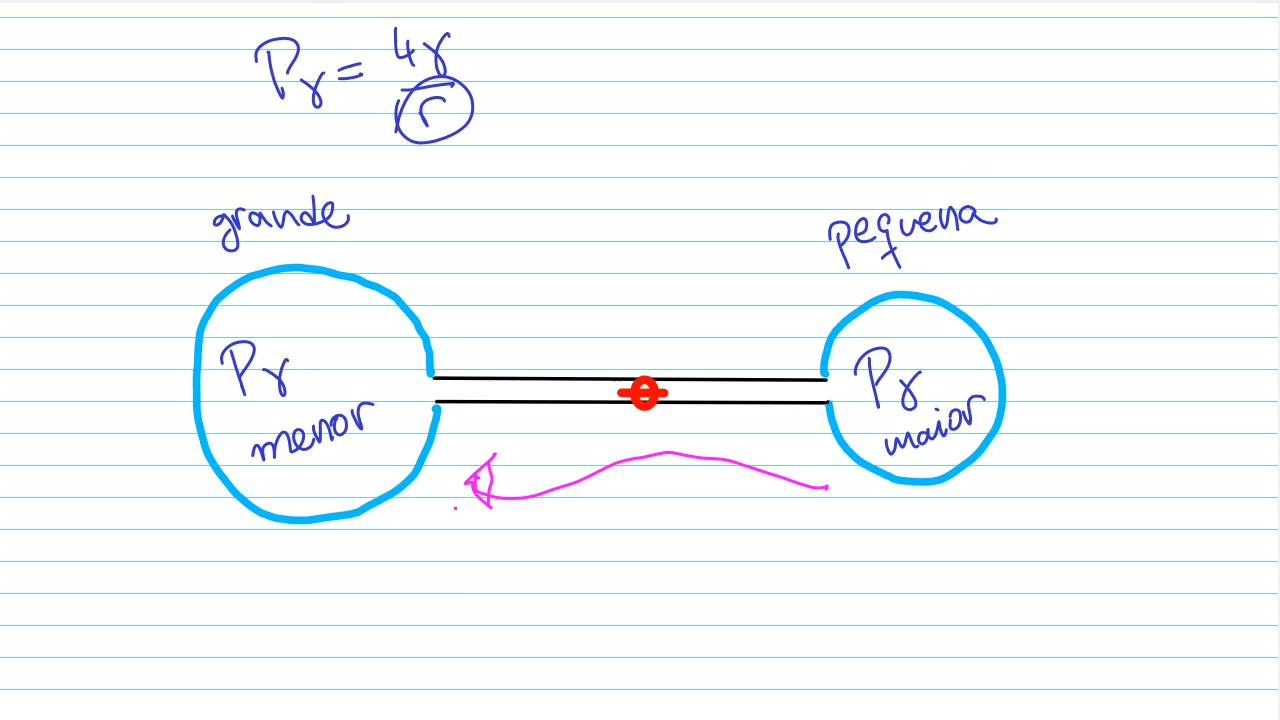 Pγ = 4γ/r
grande
pequena
Pγ
menor
Pγ
maior